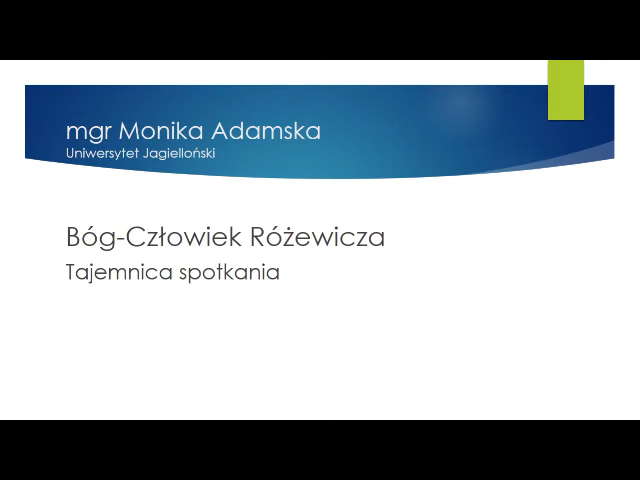 mgr Monika Adamska
Uniwersytet Jagielloński
Bóg-Człowiek Różewicza
Tajemnica spotkania